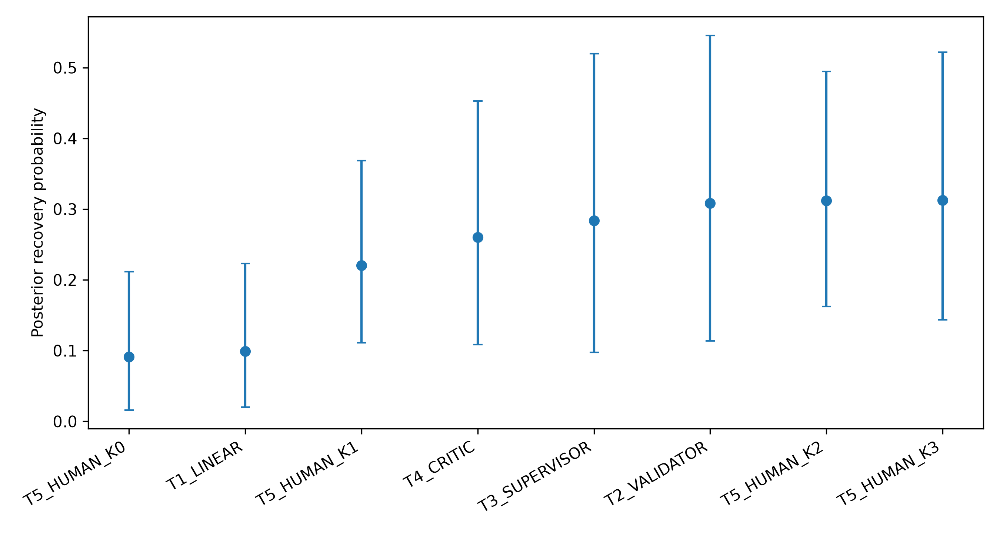 Posterior recovery probability
0.5
0.4
0.3
0.2
0.1
0.0
T5_HUMAN_K0
T1_LINEAR
T5_HUMAN_K1
T4_CRITIC
T3_SUPERVISOR
T2_VALIDATOR
T5_HUMAN_K2
T5_HUMAN_K3